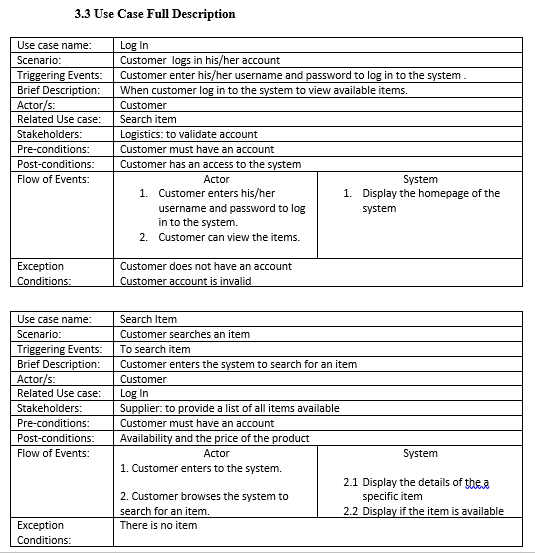 3.3 Use Case Full Description
Use case name: Log In
Scenario: Customer logs in his/her account
Triggering Events: Customer enter his/her username and password to log in to the system .
Brief Description: When customer log in to the system to view available items.
Actor/s: Customer
Related Use case: Search item
Stakeholders: Logistics: to validate account
Pre-conditions: Customer must have an account
Post-conditions: Customer has an access to the system
Flow of Events: Actor System
1. Customer enters his/her 1. Display the homepage of the
username and password to log system
in to the system.
2. Customer can view the items.
Exception Customer does not have an account
Conditions: Customer account is invalid
Use case name: Search Item
Scenario: Customer searches an item
Triggering Events: To search item
Brief Description: Customer enters the system to search for an item
Actor/s: Customer
Related Use case: Log In
Stakeholders: Supplier: to provide a list of all items available
Pre-conditions: Customer must have an account
Post-conditions: Availability and the price of the product
Flow of Events: Actor System
1. Customer enters to the system.
2.1 Display the details of the a
2. Customer browses the system to specific item
search for an item. 2.2 Display if the item is available
Exception There is no item
Conditions: